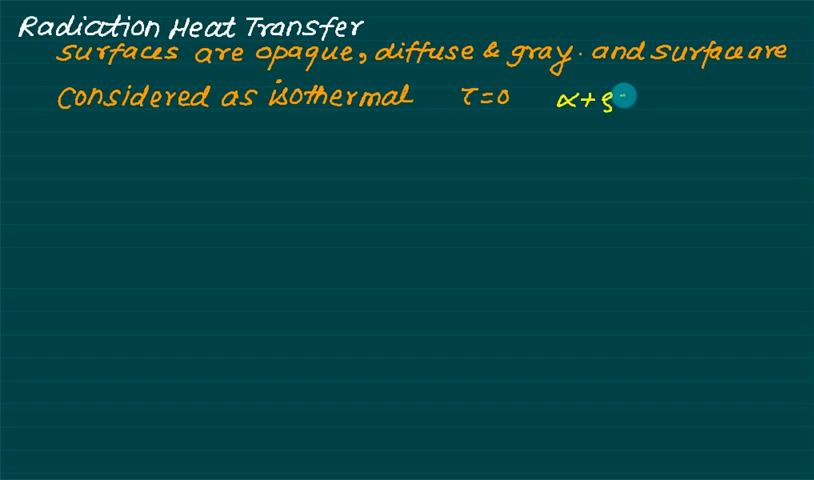 Radiation Heat Transfer
surfaces are opaque, diffuse & gray. and surface are
considered as isothermal τ=0 α+ρ